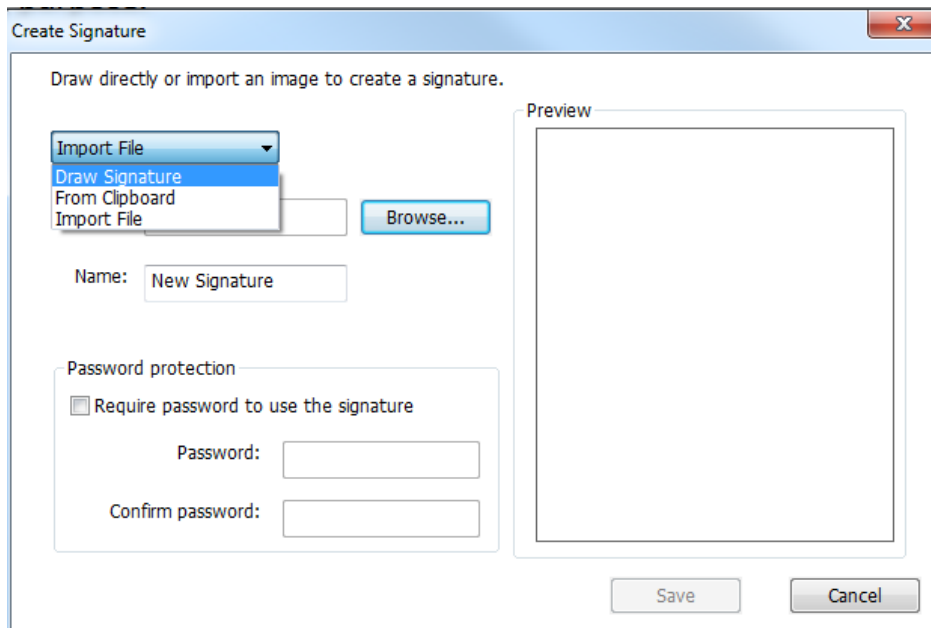 Create Signature
X
Draw directly or import an image to create a signature.
Import File
Draw Signature
From Clipboard
Import File
Browse...
Name:
New Signature
Password protection
Require password to use the signature
Password:
Confirm password:
Preview
Save
Cancel